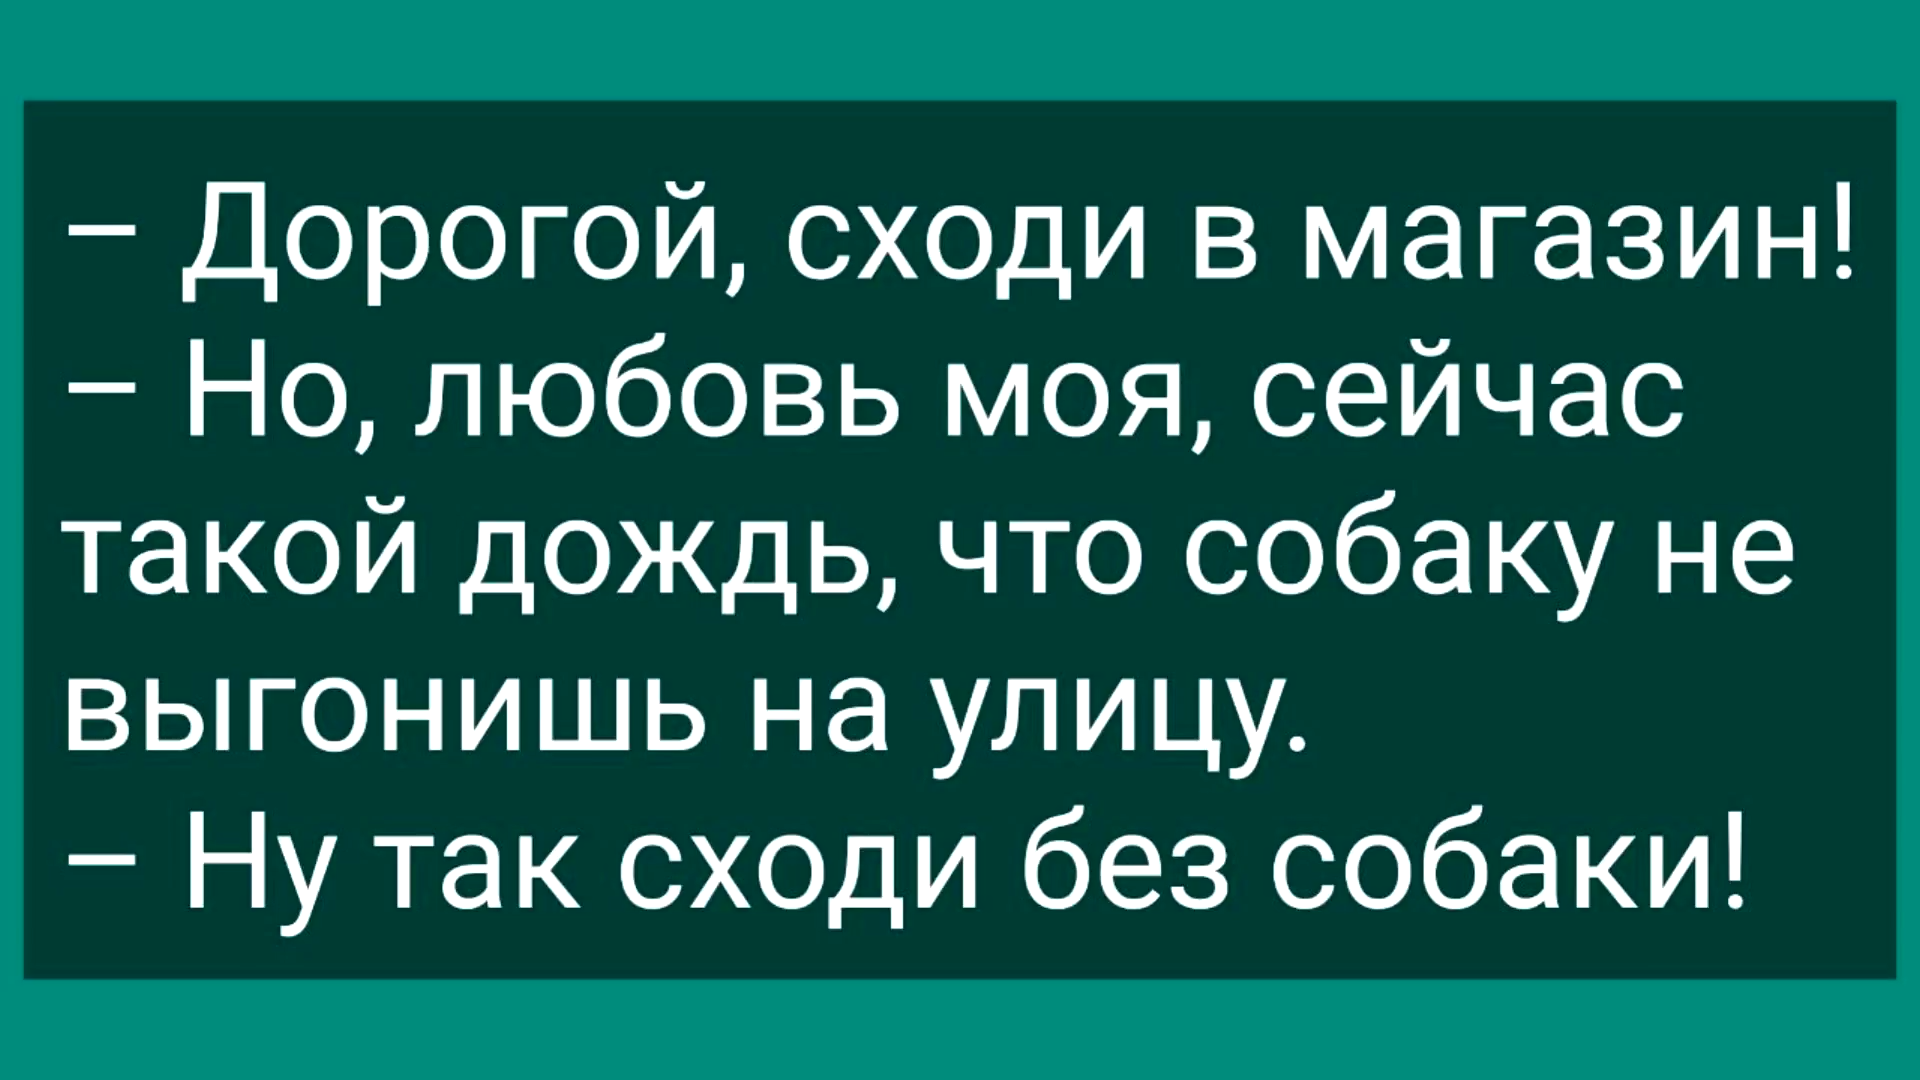 – Дорогой, сходи в магазин!
– Но, любовь моя, сейчас
такой дождь, что собаку не
выгонишь на улицу.
– Ну так сходи без собаки!